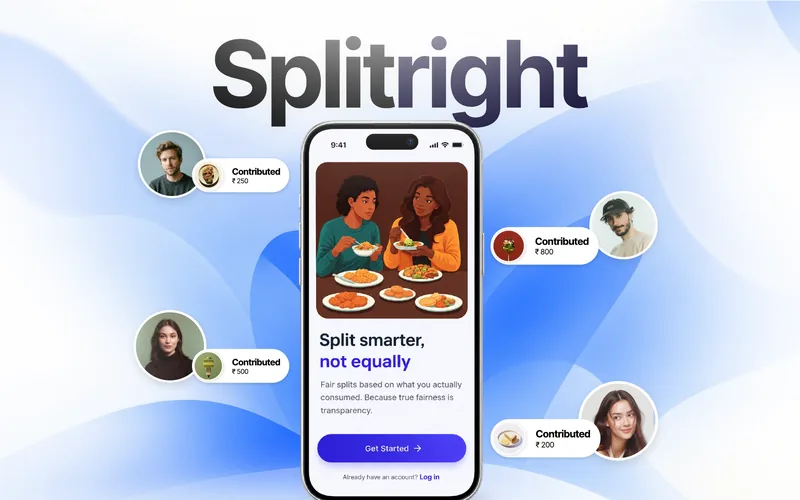 Splitright
9:41
Contributed
₹ 250
Contributed
₹ 800
Split smarter,
not equally
Fair splits based on what you actually
consumed. Because true fairness is
transparency.
Contributed
₹ 500
Get Started →
Contributed
₹ 200
Already have an account? Log in